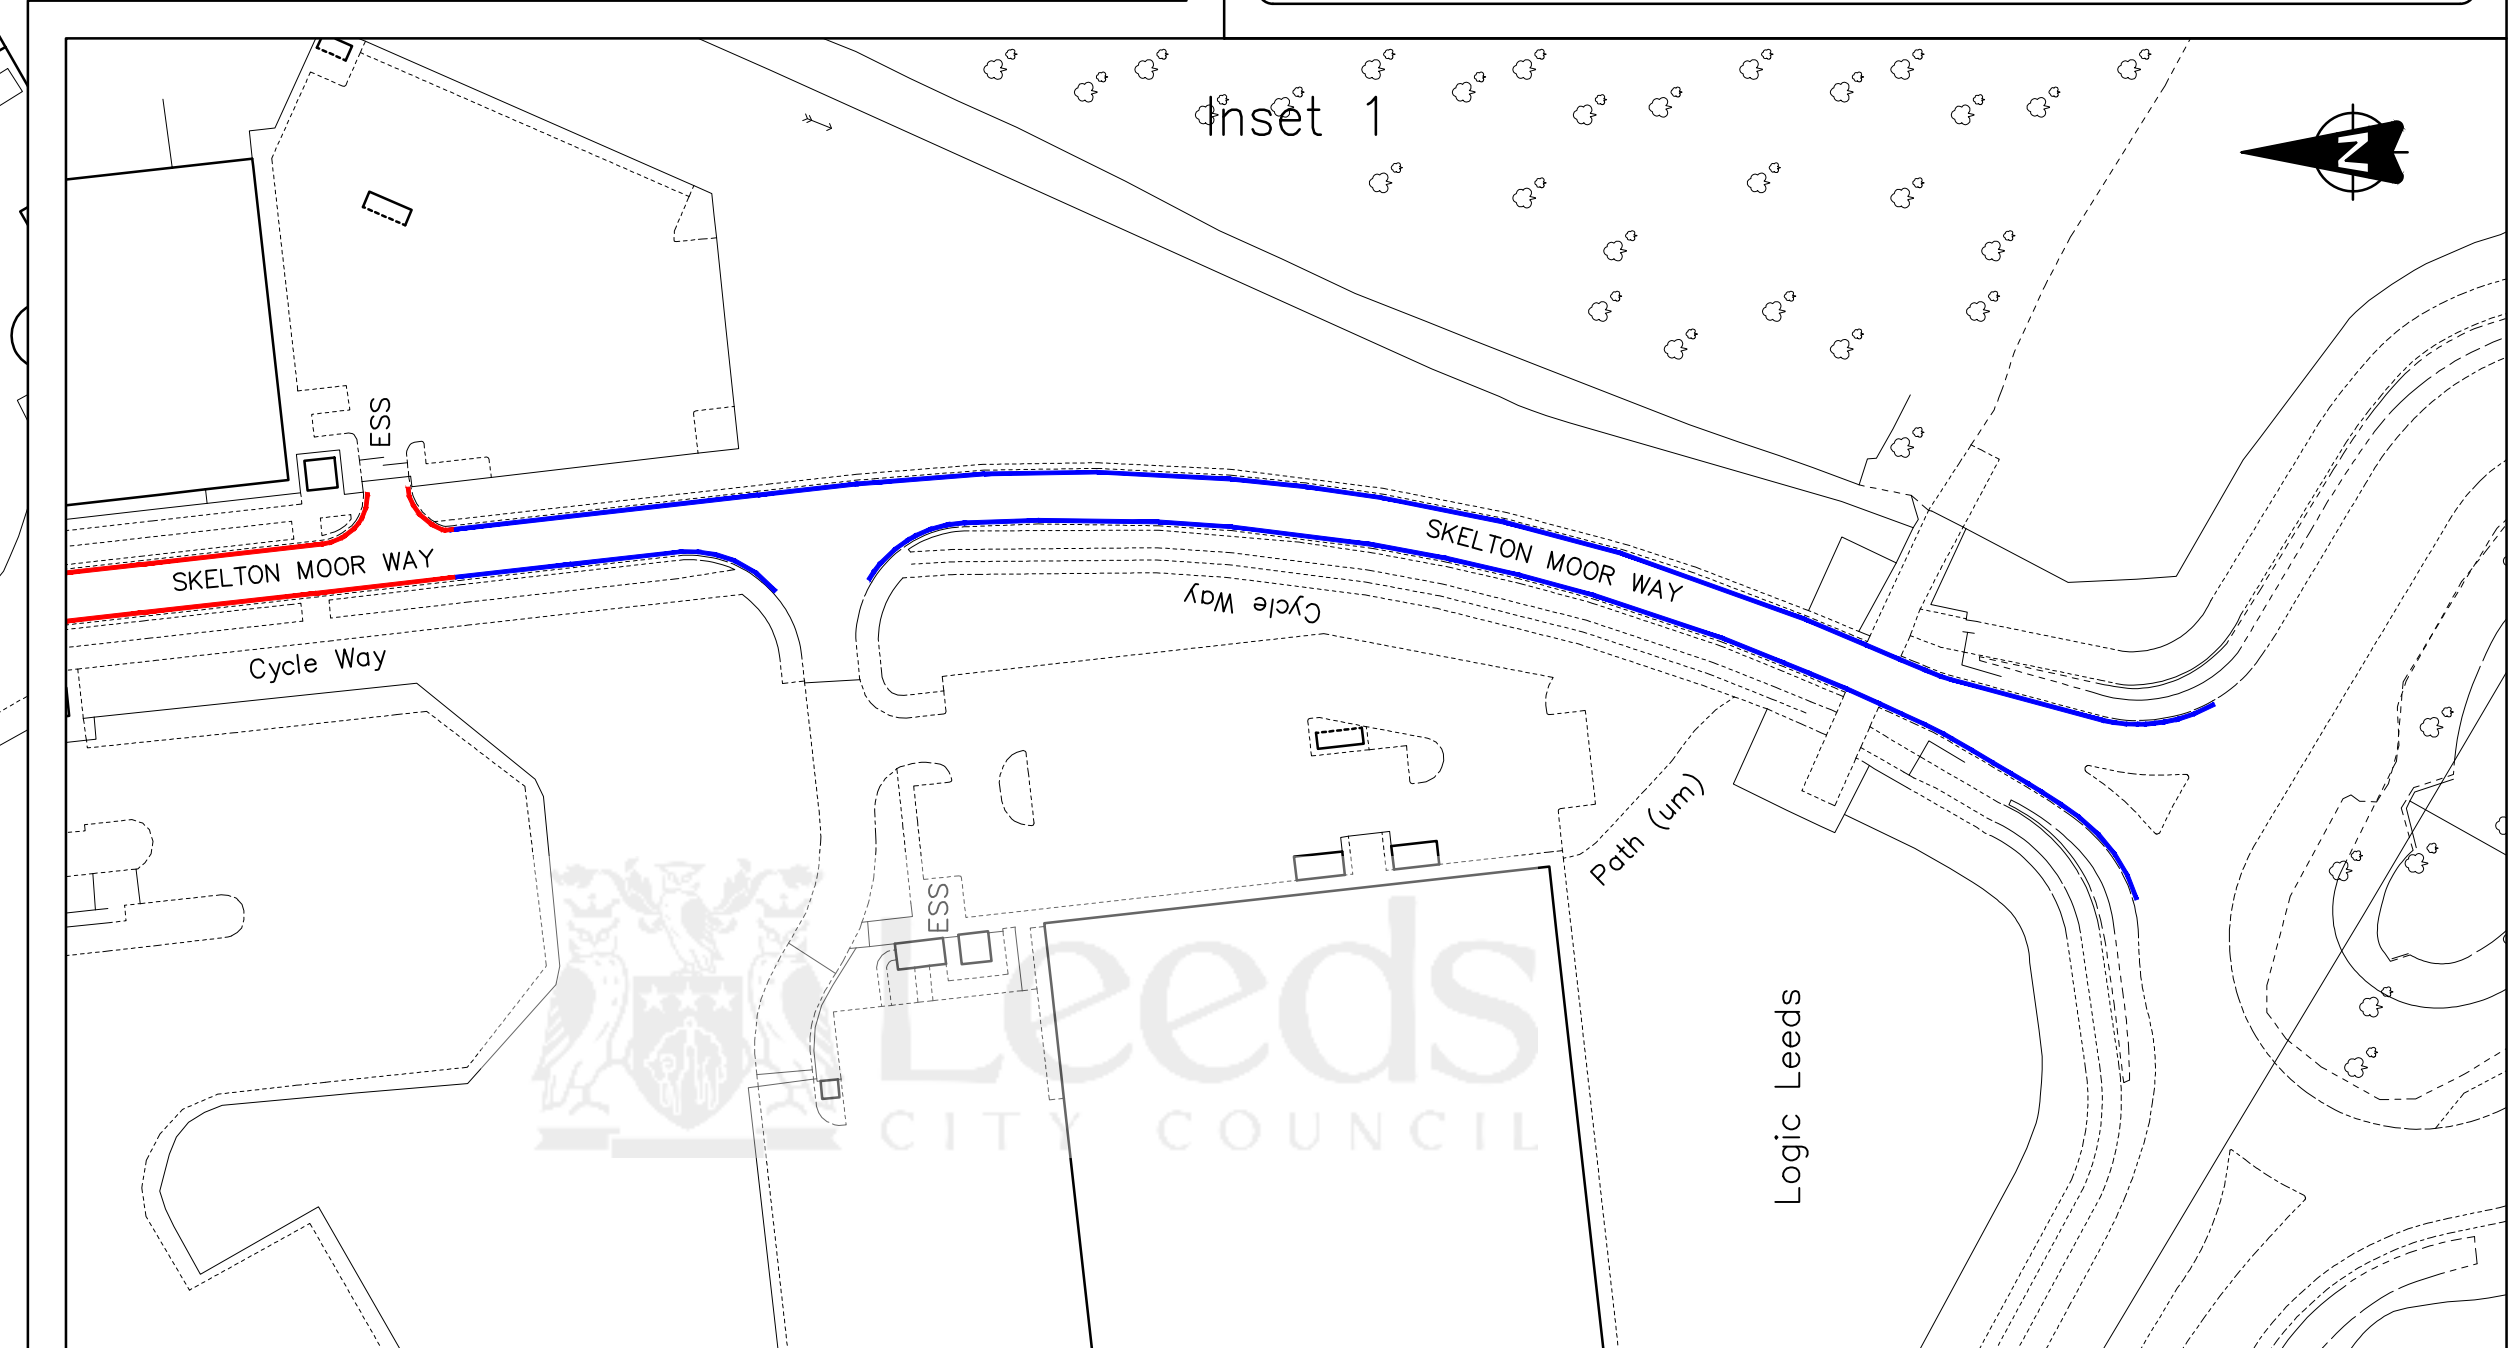 Inset 1
N
ESS
SKELTON MOOR WAY
SKELTON MOOR WAY
Cycle Way
Cycle Way
Path (um)
ESS
Leeds
CITY COUNCIL
Logic Leeds